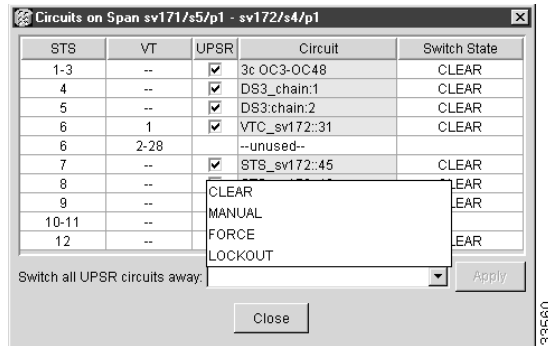 Circuits on Span sv171/s5/p1 - sv172/s4/p1
STS VT UPSR Circuit Switch State
1-3 -- 3c OC3-OC48 CLEAR
4 -- DS3_chain:1 CLEAR
5 -- DS3:chain:2 CLEAR
6 1 VTC_sv172::31 CLEAR
6 2-28 --unused--
7 -- STS_sv172::45 CLEAR
8 -- LEAR
9 -- LEAR
10-11 --
12 -- LEAR
CLEAR
MANUAL
FORCE
LOCKOUT
Switch all UPSR circuits away: Apply
Close
33560